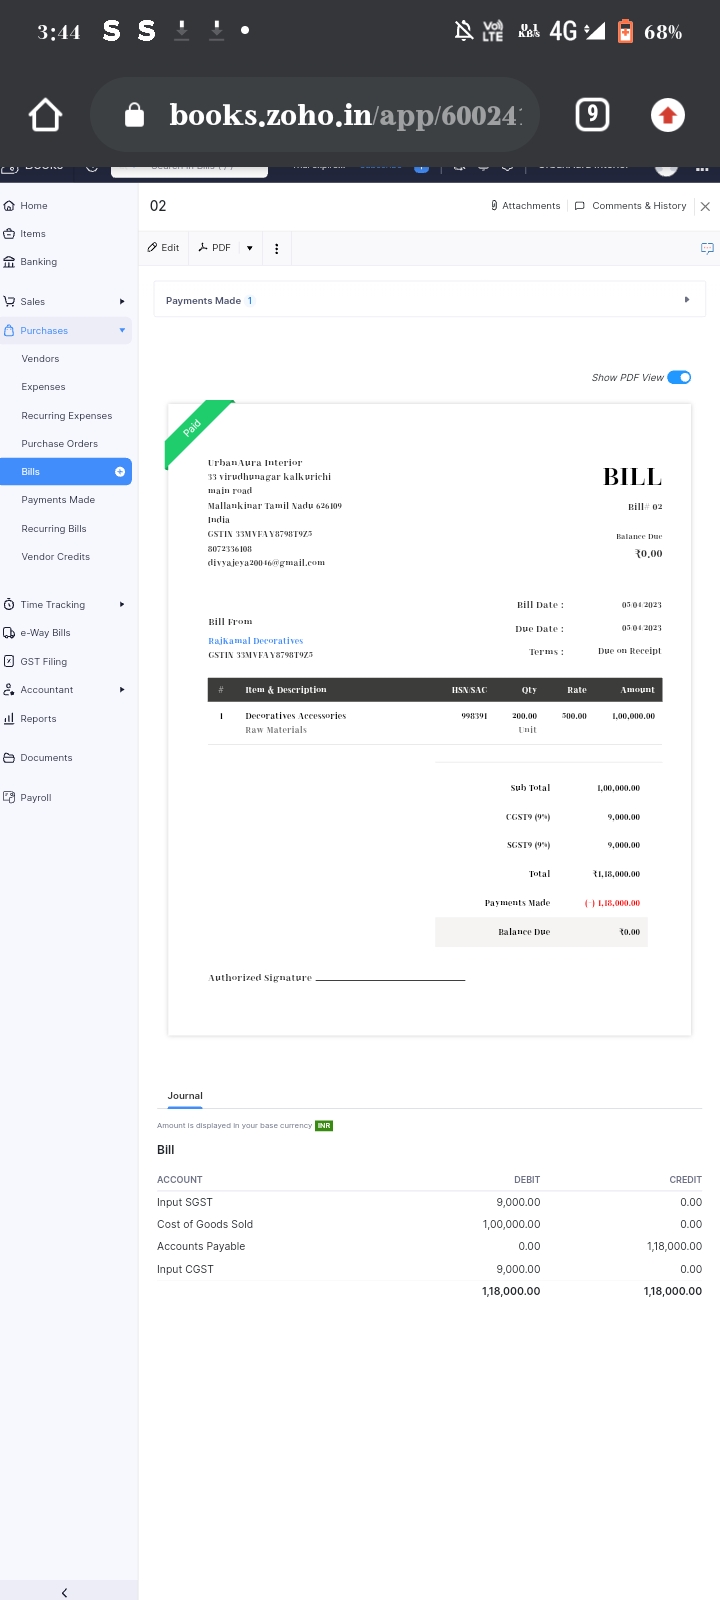 3:44 S S VoLTE 0.1 KB/s 4G 68%
books.zoho.in/app/60024
9
02
Attachments
Comments & History
Edit
PDF
Home
Items
Banking
Sales
Purchases
Vendors
Expenses
Recurring Expenses
Purchase Orders
Bills
Payments Made
Recurring Bills
Vendor Credits
Time Tracking
e-Way Bills
GST Filing
Accountant
Reports
Documents
Payroll
Payments Made 1
Show PDF View
Paid
UrbanAura Interior
33 virudhunagar kalkurichi
main road
Mallankinar Tamil Nadu 626109
India
GSTIN 33MVFAY8798T9Z5
8072336108
divyajeya20046@gmail.com
BILL
Bill# 02
Balance Due
₹0.00
Bill From
RajKamal Decoratives
GSTIN 33MVFAY8798T9Z5
Bill Date : 05/04/2023
Due Date : 05/04/2023
Terms : Due on Receipt
# Item & Description HSN/SAC Qty Rate Amount
1 Decoratives Accessories 998391 200.00 500.00 1,00,000.00
Raw Materials Unit
Sub Total 1,00,000.00
CGST9 (9%) 9,000.00
SGST9 (9%) 9,000.00
Total ₹1,18,000.00
Payments Made (-) 1,18,000.00
Balance Due ₹0.00
Authorized Signature
Journal
Amount is displayed in your base currency INR
Bill
ACCOUNT DEBIT CREDIT
Input SGST 9,000.00 0.00
Cost of Goods Sold 1,00,000.00 0.00
Accounts Payable 0.00 1,18,000.00
Input CGST 9,000.00 0.00
1,18,000.00 1,18,000.00